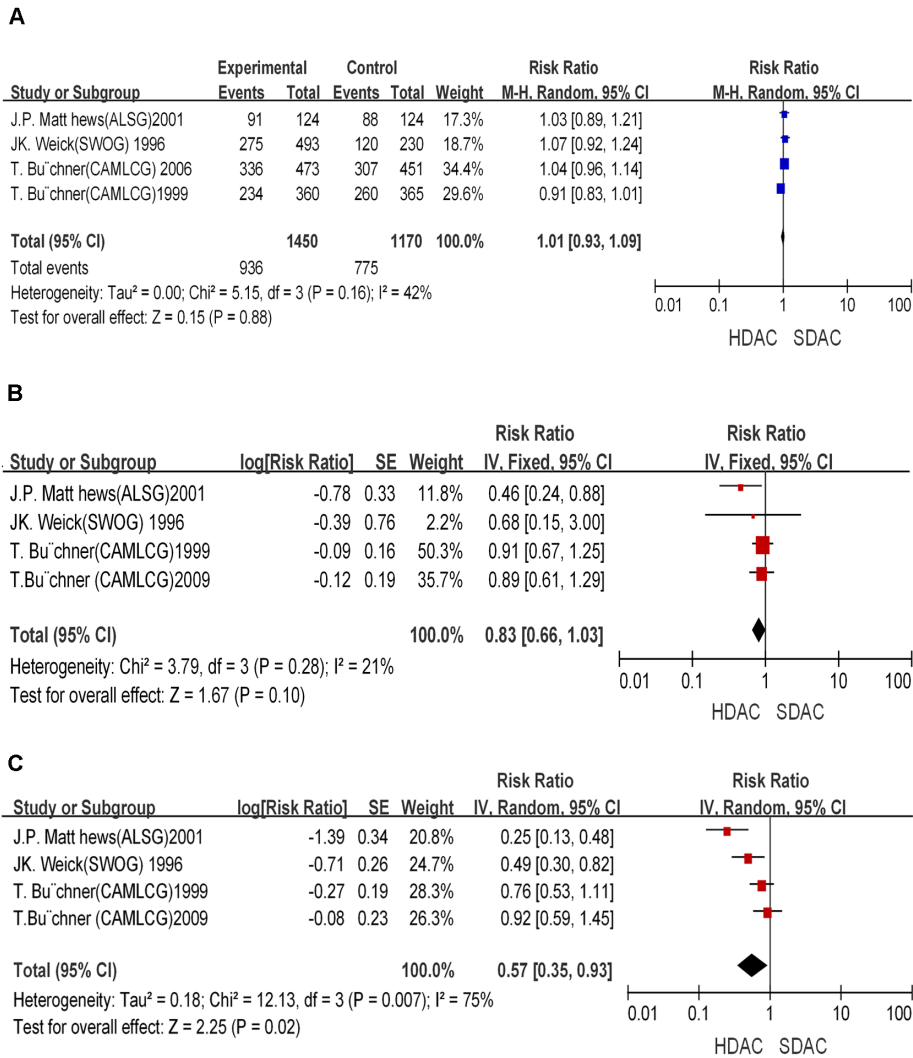 A
Experimental Control Risk Ratio Risk Ratio
Study or Subgroup Events Total Events Total Weight M-H, Random, 95% CI M-H, Random, 95% CI
J.P. Matt hews(ALSG)2001 91 124 88 124 17.3% 1.03 [0.89, 1.21]
JK. Weick(SWOG) 1996 275 493 120 230 18.7% 1.07 [0.92, 1.24]
T. Bu¨chner(CAMLCG) 2006 336 473 307 451 34.4% 1.04 [0.96, 1.14]
T. Bu¨chner(CAMLCG)1999 234 360 260 365 29.6% 0.91 [0.83, 1.01]
Total (95% CI) 1450 1170 100.0% 1.01 [0.93, 1.09]
Total events 936 775
Heterogeneity: Tau² = 0.00; Chi² = 5.15, df = 3 (P = 0.16); I² = 42%
Test for overall effect: Z = 0.15 (P = 0.88)
0.01 0.1 1 10 100
HDAC SDAC
B
Risk Ratio Risk Ratio
Study or Subgroup log[Risk Ratio] SE Weight IV, Fixed, 95% CI IV, Fixed, 95% CI
J.P. Matt hews(ALSG)2001 -0.78 0.33 11.8% 0.46 [0.24, 0.88]
JK. Weick(SWOG) 1996 -0.39 0.76 2.2% 0.68 [0.15, 3.00]
T. Bu¨chner(CAMLCG)1999 -0.09 0.16 50.3% 0.91 [0.67, 1.25]
T.Bu¨chner (CAMLCG)2009 -0.12 0.19 35.7% 0.89 [0.61, 1.29]
Total (95% CI) 100.0% 0.83 [0.66, 1.03]
Heterogeneity: Chi² = 3.79, df = 3 (P = 0.28); I² = 21%
Test for overall effect: Z = 1.67 (P = 0.10)
0.01 0.1 1 10 100
HDAC SDAC
C
Risk Ratio Risk Ratio
Study or Subgroup log[Risk Ratio] SE Weight IV, Random, 95% CI IV, Random, 95% CI
J.P. Matt hews(ALSG)2001 -1.39 0.34 20.8% 0.25 [0.13, 0.48]
JK. Weick(SWOG) 1996 -0.71 0.26 24.7% 0.49 [0.30, 0.82]
T. Bu¨chner(CAMLCG)1999 -0.27 0.19 28.3% 0.76 [0.53, 1.11]
T.Bu¨chner (CAMLCG)2009 -0.08 0.23 26.3% 0.92 [0.59, 1.45]
Total (95% CI) 100.0% 0.57 [0.35, 0.93]
Heterogeneity: Tau² = 0.18; Chi² = 12.13, df = 3 (P = 0.007); I² = 75%
Test for overall effect: Z = 2.25 (P = 0.02)
0.01 0.1 1 10 100
HDAC SDAC